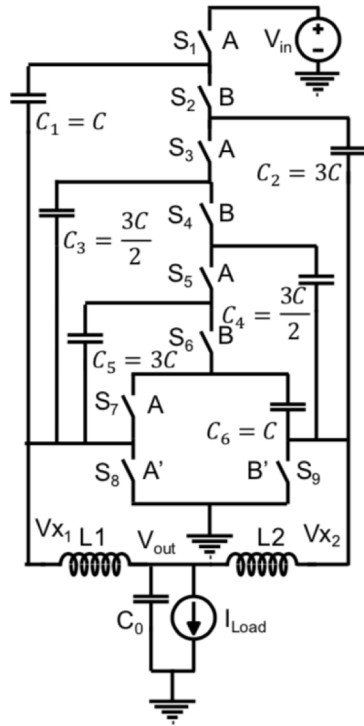 S₁ A Vin
S₂ B
C₁ = C
S₃ A
C₂ = 3C
S₄ B
C₃ = 3C/2
S₅ A
C₄ = 3C/2
S₆ B
C₅ = 3C
S₇ A
C₆ = C
S₈ A' B' S₉
Vx₁ L1 Vout L2 Vx₂
C₀ I_Load